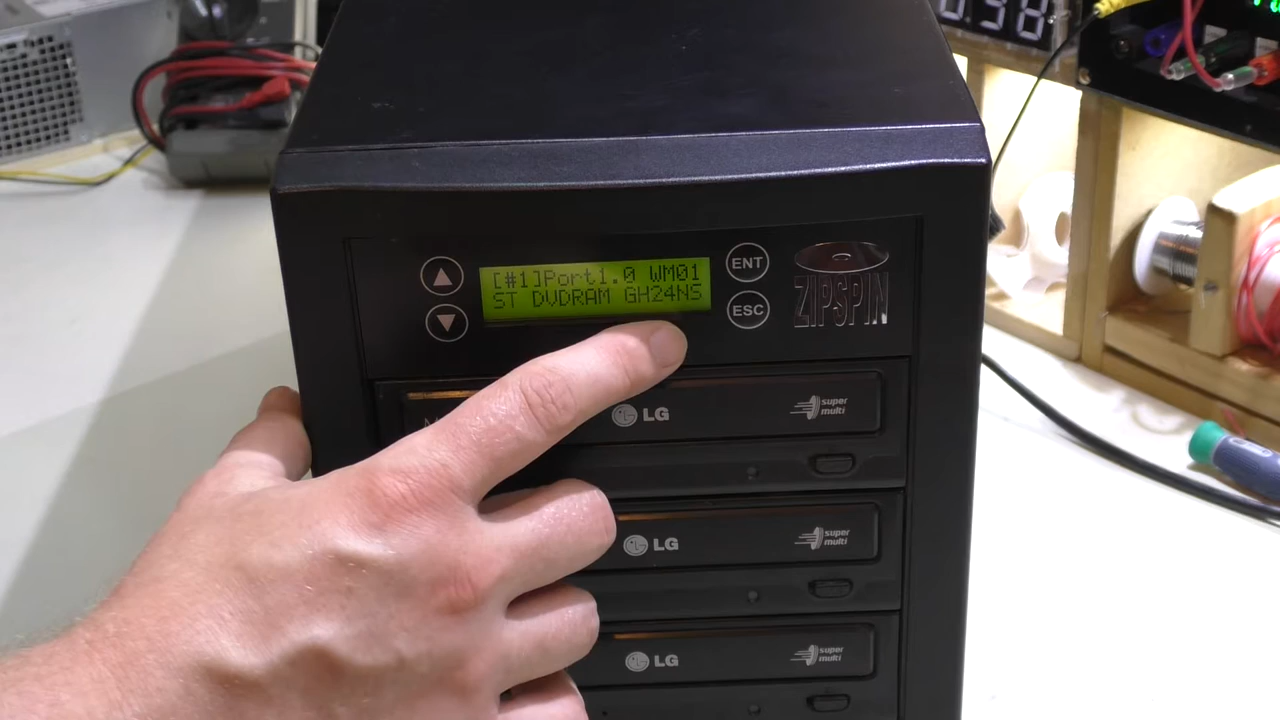 [#1]Port1.0 WM01
ST DVDRAM GH24NS
ENT
ESC
ZIPSPIN
LG
super
multi
LG
super
multi
LG
super
multi